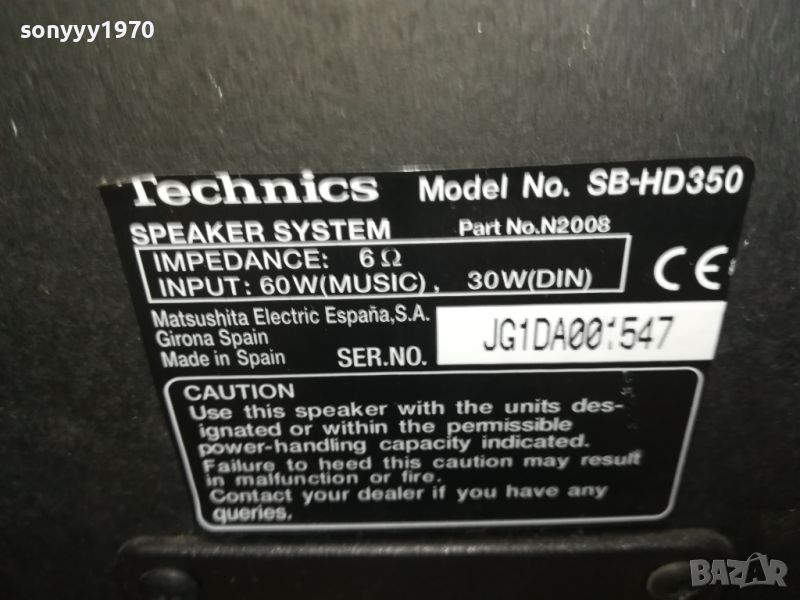 sonyyy1970
Technics Model No. SB-HD350
SPEAKER SYSTEM Part No.N2008
IMPEDANCE: 6Ω
INPUT: 60W(MUSIC), 30W(DIN)
CE
Matsushita Electric España,S.A.
Girona Spain
Made in Spain SER.NO. JG1DA001547
CAUTION
Use this speaker with the units des-
ignated or within the permissible
power-handling capacity indicated.
Failure to heed this caution may result
in malfunction or fire.
Contact your dealer if you have any
queries.
BAZAR